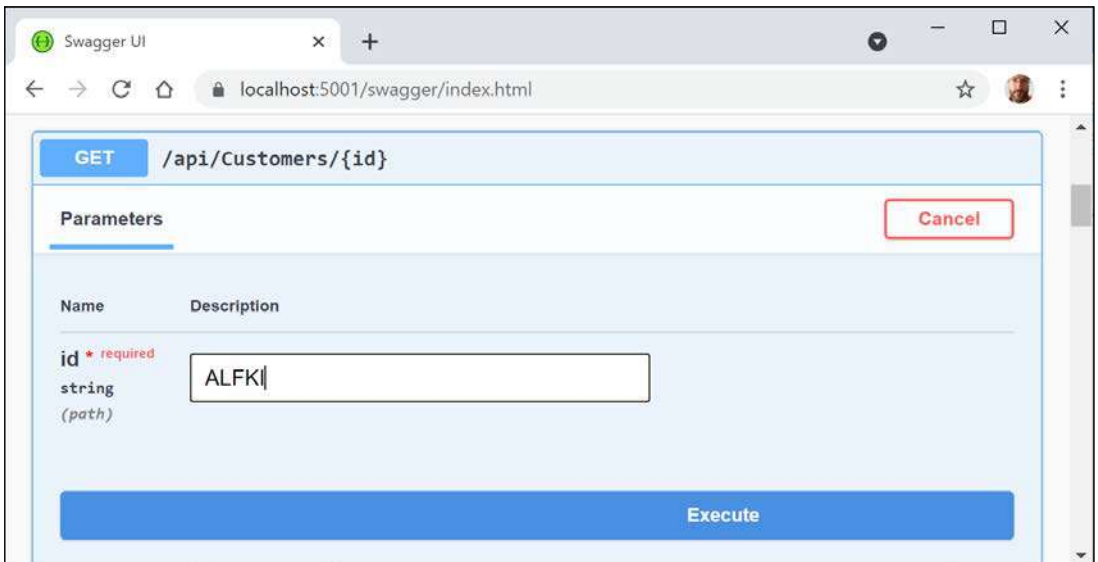 Swagger UI
localhost:5001/swagger/index.html
GET /api/Customers/{id}
Parameters
Cancel
Name Description
id * required
ALFKI
string
(path)
Execute